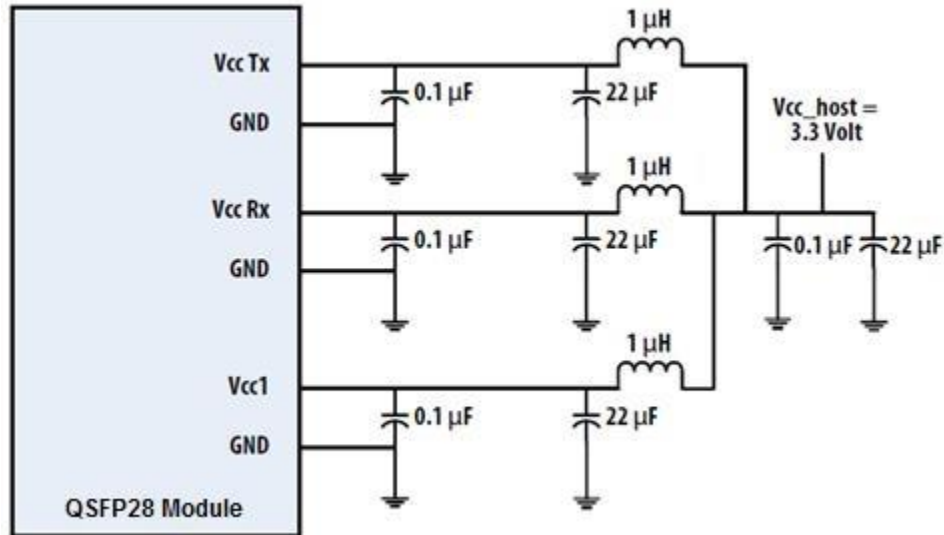 1 µH
Vcc Tx
0.1 µF
22 µF
GND
Vcc_host =
3.3 Volt
1 µH
Vcc Rx
0.1 µF
22 µF
0.1 µF
22 µF
GND
1 µH
Vcc1
0.1 µF
22 µF
GND
QSFP28 Module